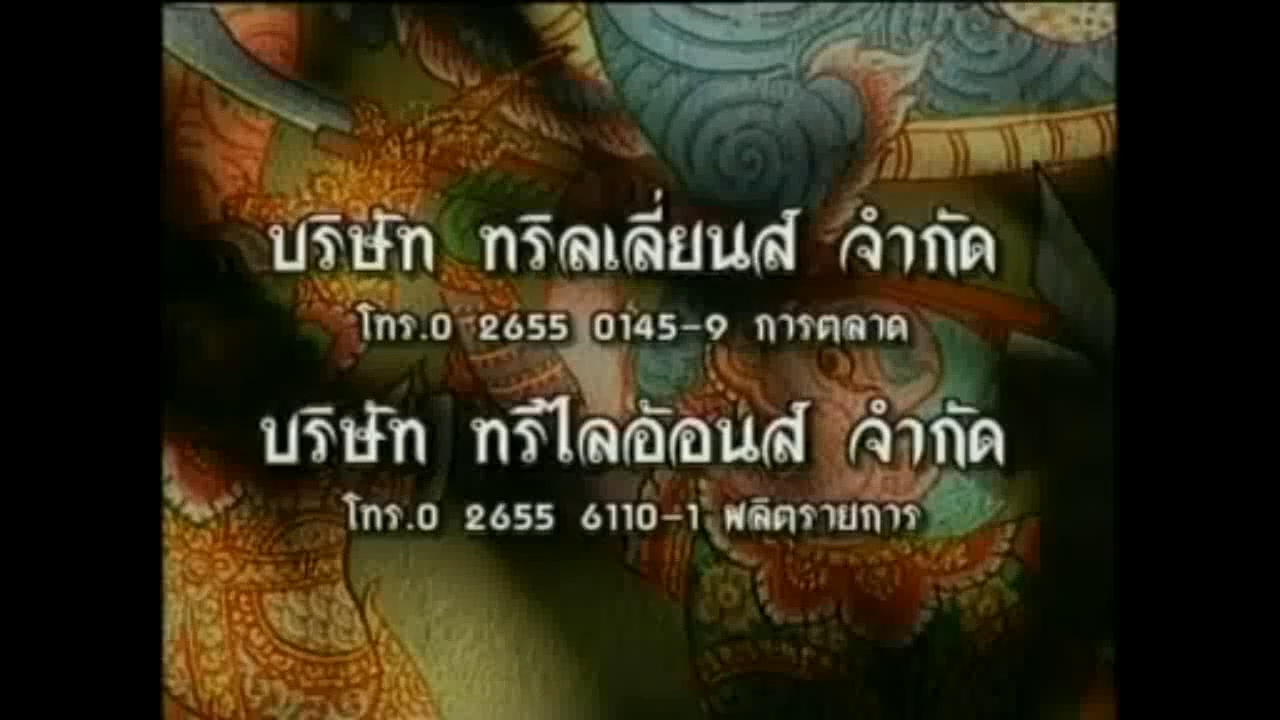 บริษัท ทริลเลี่ยนส์ จำกัด
โทร.0 2655 0145-9 การตลาด
บริษัท ทรีไลอ้อนส์ จำกัด
โทร.0 2655 6110-1 ผลิตรายการ